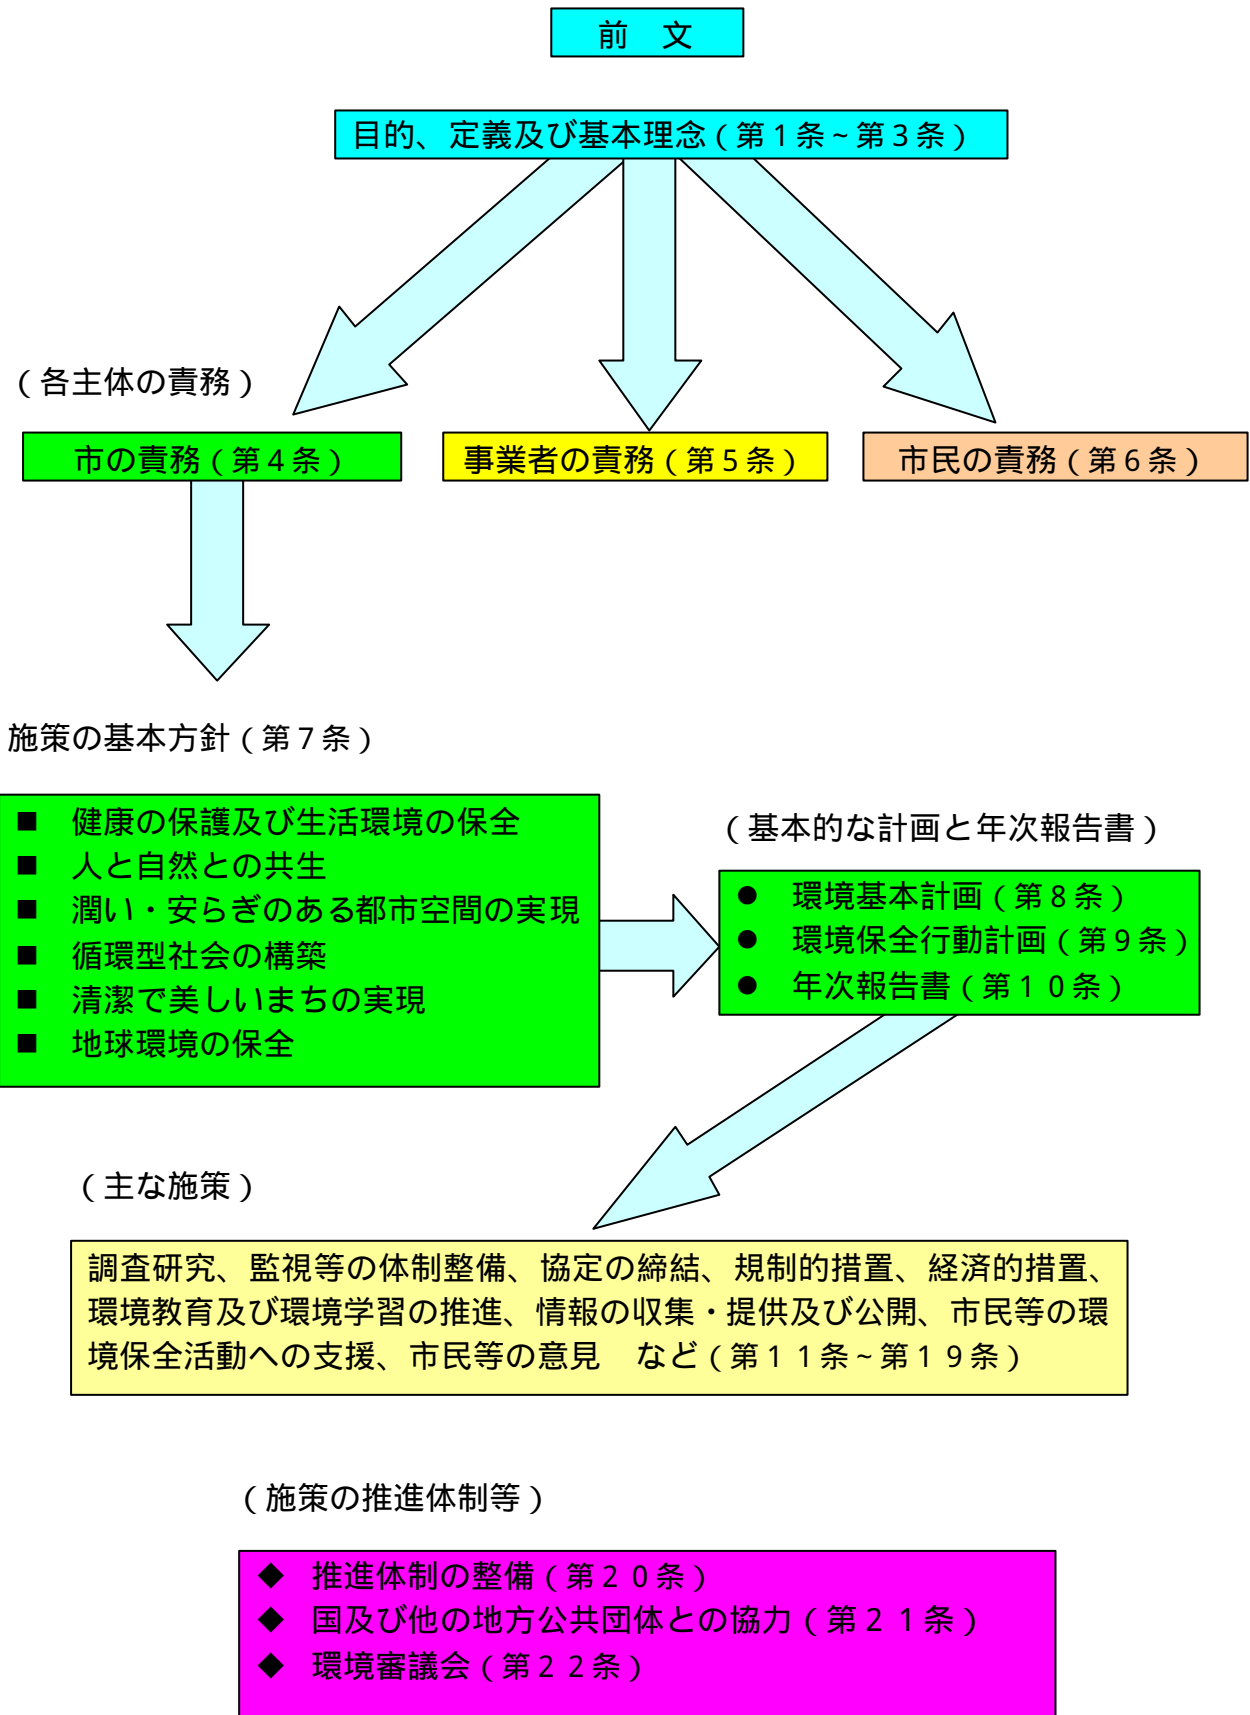 前　文
目的、定義及び基本理念（第１条~第３条）
（各主体の責務）
市の責務（第４条）
事業者の責務（第５条）
市民の責務（第６条）
施策の基本方針（第７条）
■ 健康の保護及び生活環境の保全
■ 人と自然との共生
■ 潤い・安らぎのある都市空間の実現
■ 循環型社会の構築
■ 清潔で美しいまちの実現
■ 地球環境の保全
（基本的な計画と年次報告書）
● 環境基本計画（第８条）
● 環境保全行動計画（第９条）
● 年次報告書（第１０条）
（主な施策）
調査研究、監視等の体制整備、協定の締結、規制的措置、経済的措置、
環境教育及び環境学習の推進、情報の収集・提供及び公開、市民等の環
境保全活動への支援、市民等の意見　など（第１１条~第１９条）
（施策の推進体制等）
◆ 推進体制の整備（第２０条）
◆ 国及び他の地方公共団体との協力（第２１条）
◆ 環境審議会（第２２条）